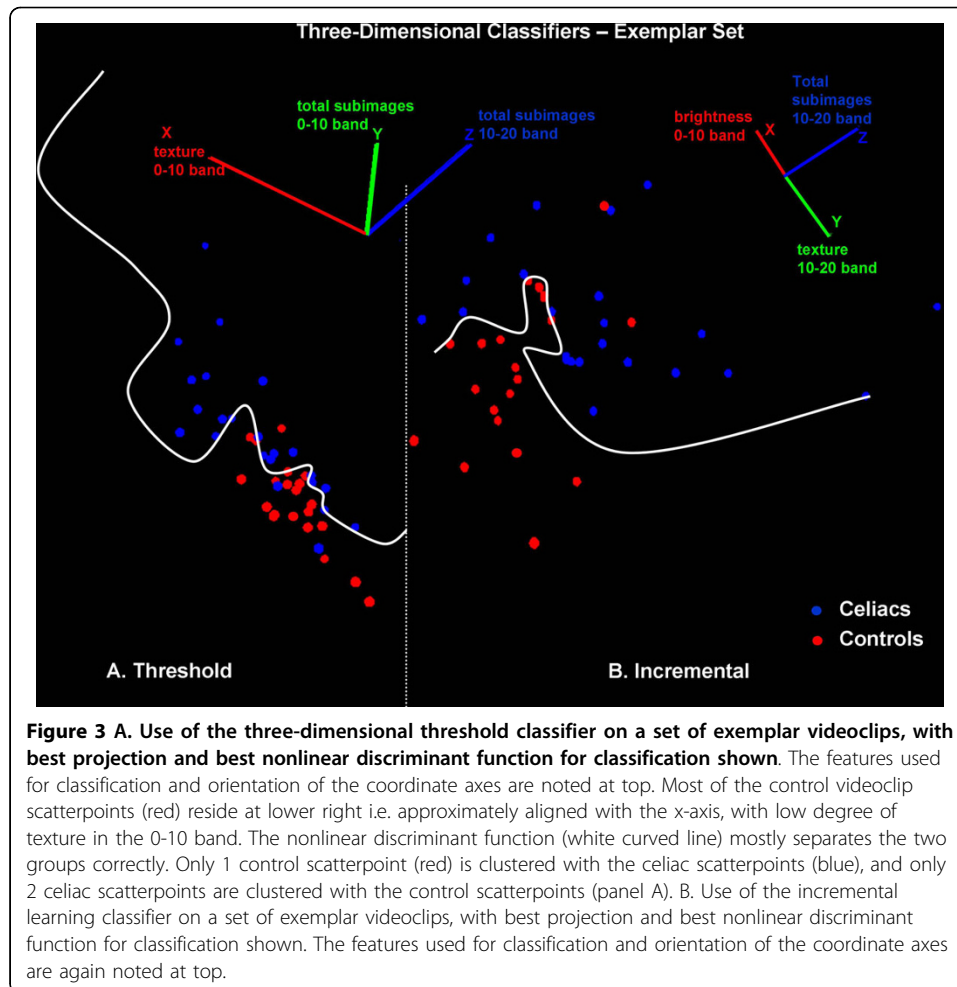 Three-Dimensional Classifiers – Exemplar Set
X
texture
0-10 band
total subimages
0-10 band
Y
total subimages
10-20 band
Z
brightness
0-10 band
X
Total
subimages
10-20 band
Z
Y
texture
10-20 band
Celiacs
Controls
A. Threshold
B. Incremental
Figure 3 A. Use of the three-dimensional threshold classifier on a set of exemplar videoclips, with
best projection and best nonlinear discriminant function for classification shown. The features used
for classification and orientation of the coordinate axes are noted at top. Most of the control videoclip
scatterpoints (red) reside at lower right i.e. approximately aligned with the x-axis, with low degree of
texture in the 0-10 band. The nonlinear discriminant function (white curved line) mostly separates the two
groups correctly. Only 1 control scatterpoint (red) is clustered with the celiac scatterpoints (blue), and only
2 celiac scatterpoints are clustered with the control scatterpoints (panel A). B. Use of the incremental
learning classifier on a set of exemplar videoclips, with best projection and best nonlinear discriminant
function for classification shown. The features used for classification and orientation of the coordinate axes
are again noted at top.